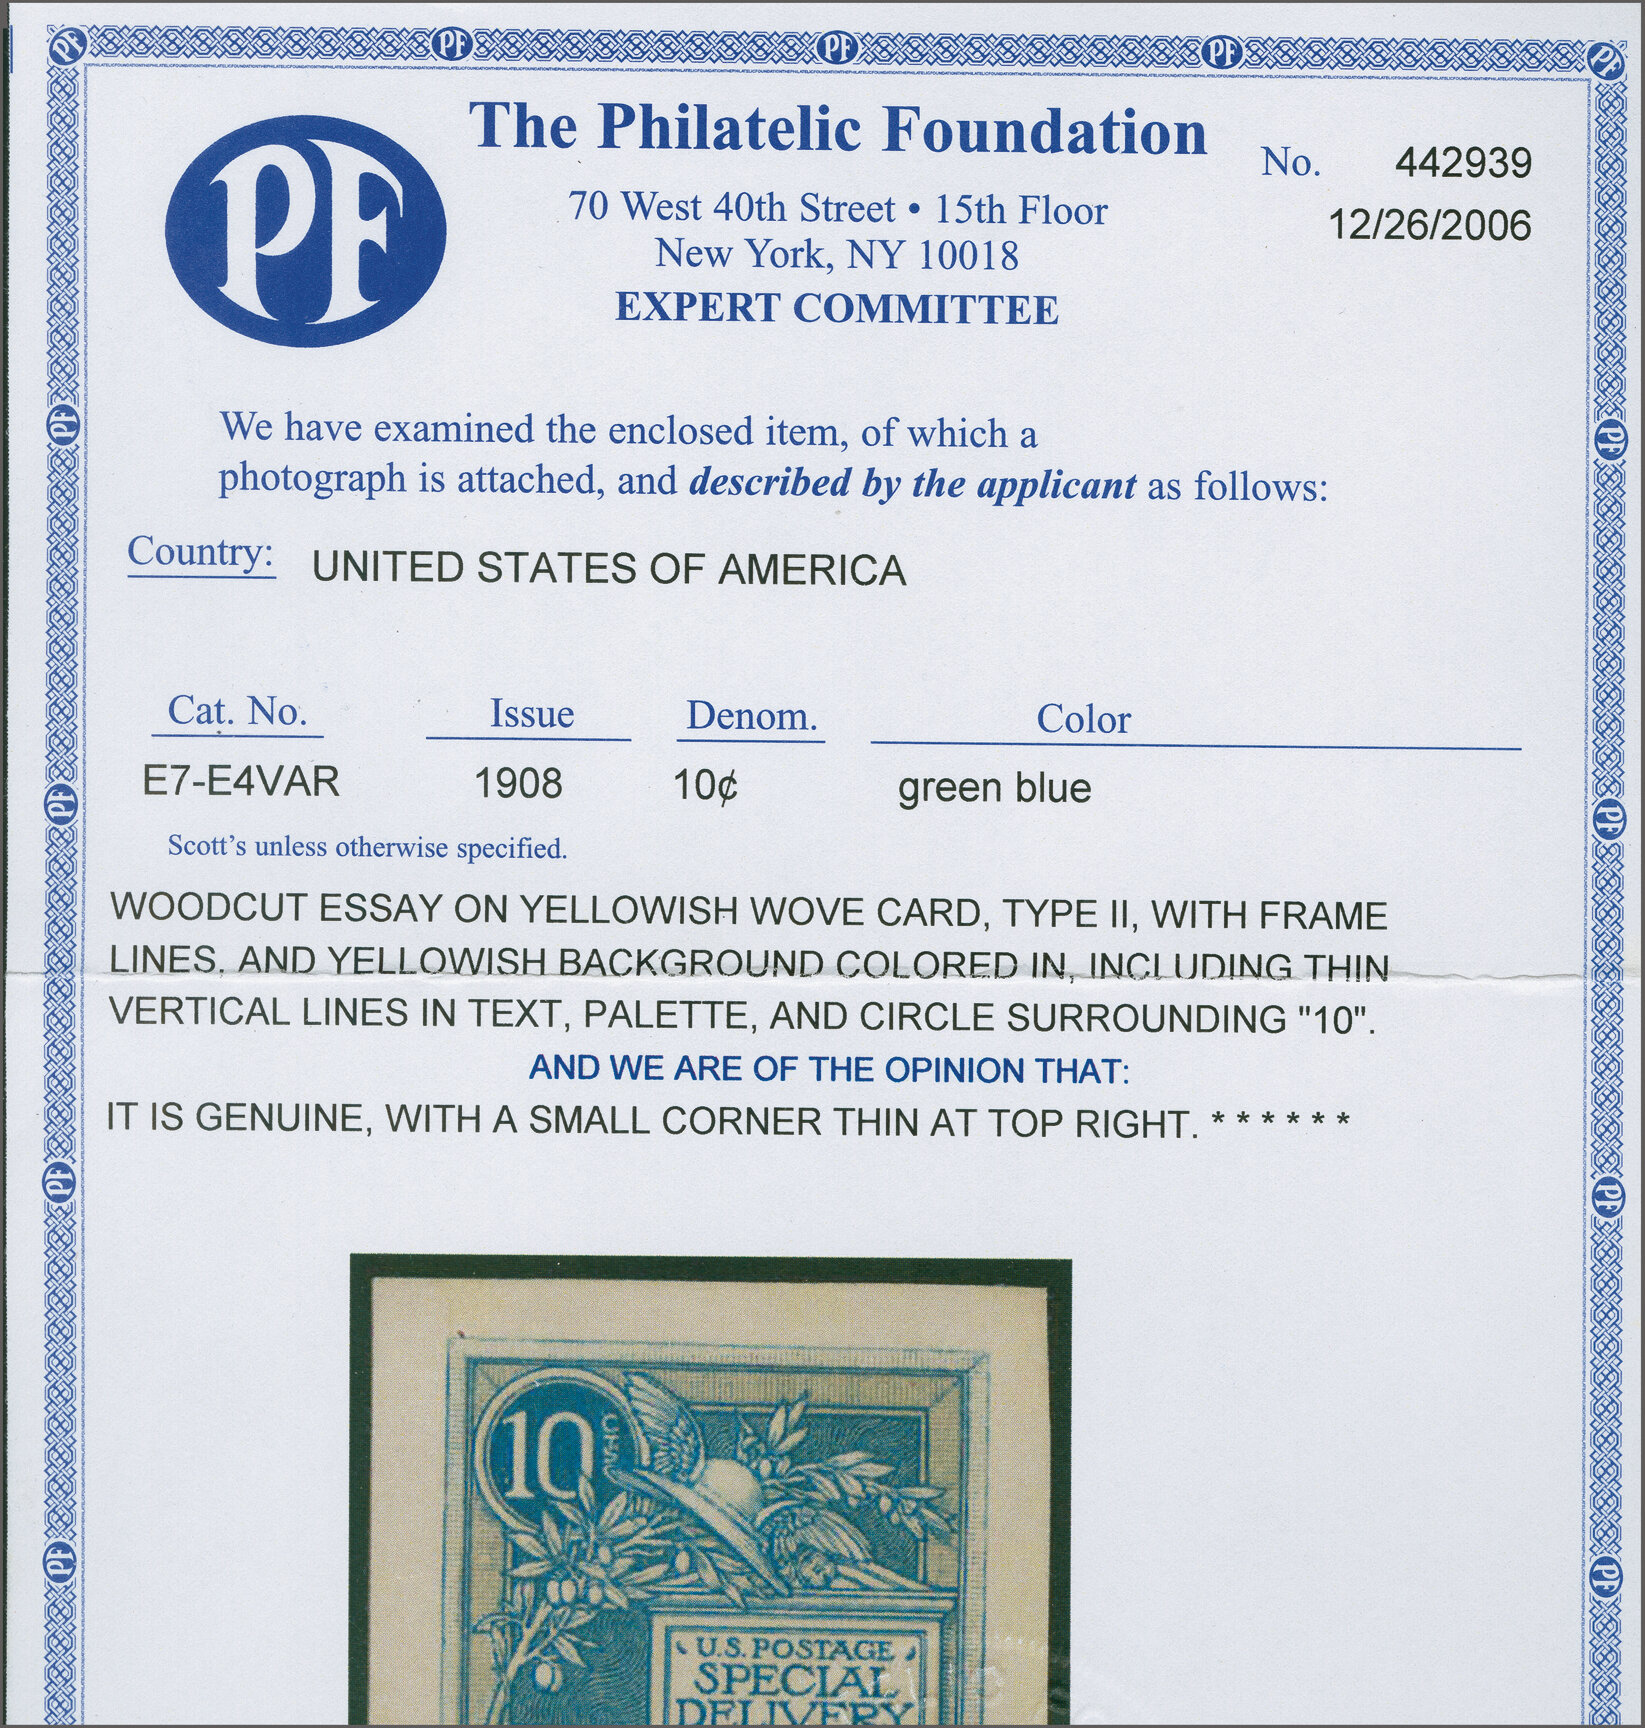 PF
The Philatelic Foundation
No. 442939
70 West 40th Street • 15th Floor
12/26/2006
New York, NY 10018
EXPERT COMMITTEE
We have examined the enclosed item, of which a
photograph is attached, and described by the applicant as follows:
Country: UNITED STATES OF AMERICA
Cat. No. Issue Denom. Color
E7-E4VAR 1908 10¢ green blue
Scott's unless otherwise specified.
WOODCUT ESSAY ON YELLOWISH WOVE CARD, TYPE II, WITH FRAME
LINES, AND YELLOWISH BACKGROUND COLORED IN, INCLUDING THIN
VERTICAL LINES IN TEXT, PALETTE, AND CIRCLE SURROUNDING "10".
AND WE ARE OF THE OPINION THAT:
IT IS GENUINE, WITH A SMALL CORNER THIN AT TOP RIGHT. * * * * * *
10 CTS
U.S. POSTAGE
SPECIAL
DELIVERY